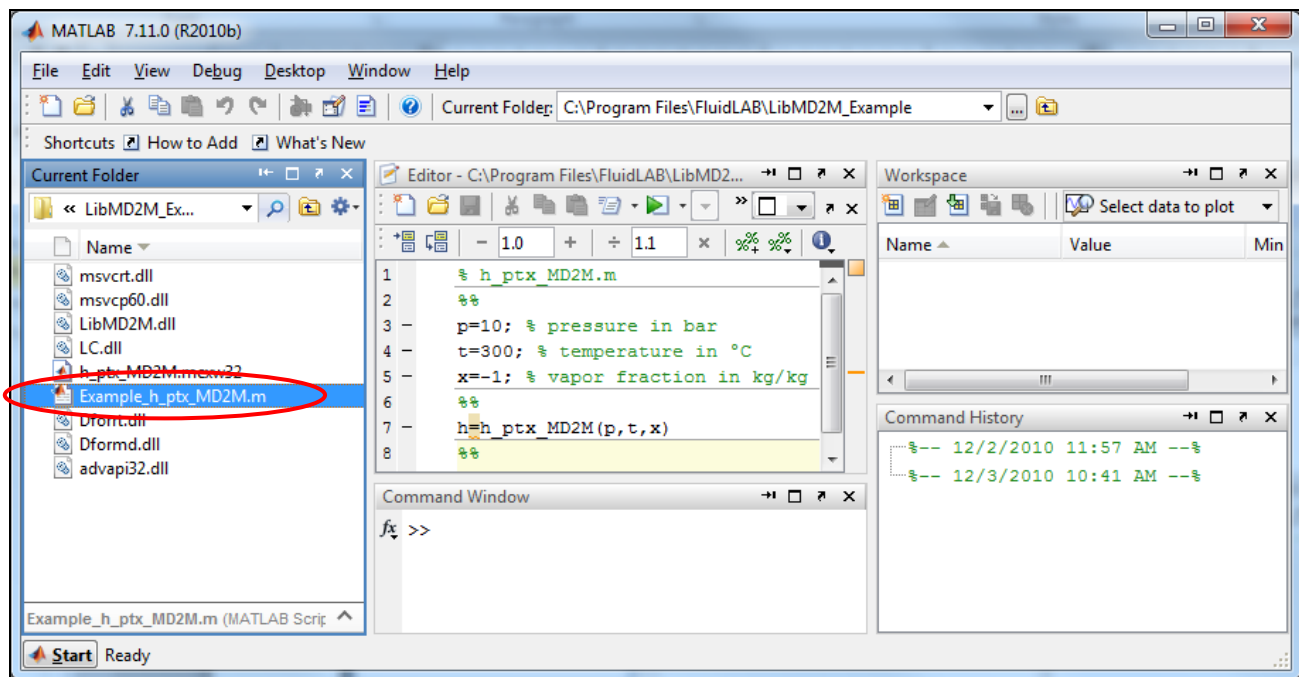 MATLAB 7.11.0 (R2010b)
File Edit View Debug Desktop Window Help
Current Folder: C:\Program Files\FluidLAB\LibMD2M_Example
Shortcuts How to Add What's New
Current Folder
« LibMD2M_Ex...
Name
msvcrt.dll
msvcp60.dll
LibMD2M.dll
LC.dll
h_ptx_MD2M.mexw32
Example_h_ptx_MD2M.m
Dforrt.dll
Dformd.dll
advapi32.dll
Example_h_ptx_MD2M.m (MATLAB Scrip
Editor - C:\Program Files\FluidLAB\LibMD2...
»
− 1.0 + ÷ 1.1 ×
1 % h_ptx_MD2M.m
2 %%
3 − p=10; % pressure in bar
4 − t=300; % temperature in °C
5 − x=-1; % vapor fraction in kg/kg
6 %%
7 − h=h_ptx_MD2M(p,t,x)
8 %%
Command Window
fx >>
Workspace
Select data to plot
Name Value Min
Command History
%-- 12/2/2010 11:57 AM --%
%-- 12/3/2010 10:41 AM --%
Start Ready